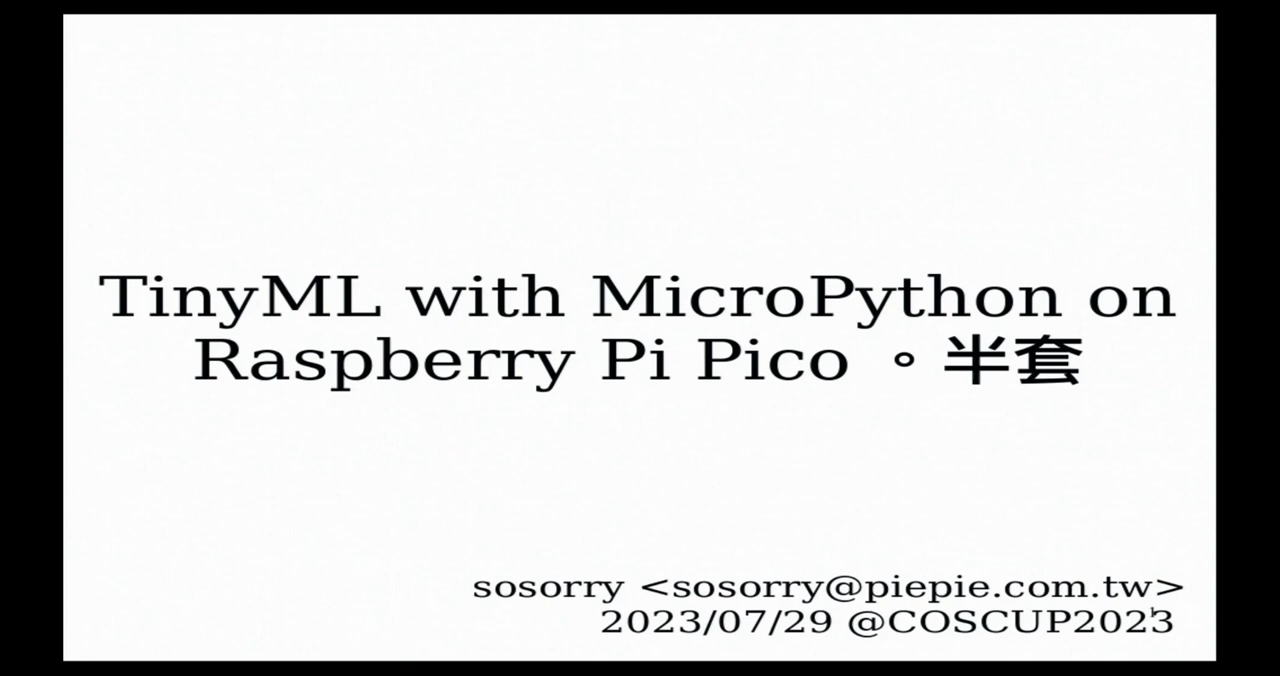 TinyML with MicroPython on
Raspberry Pi Pico 。半套
sosorry <sosorry@piepie.com.tw>
2023/07/29 @COSCUP2023